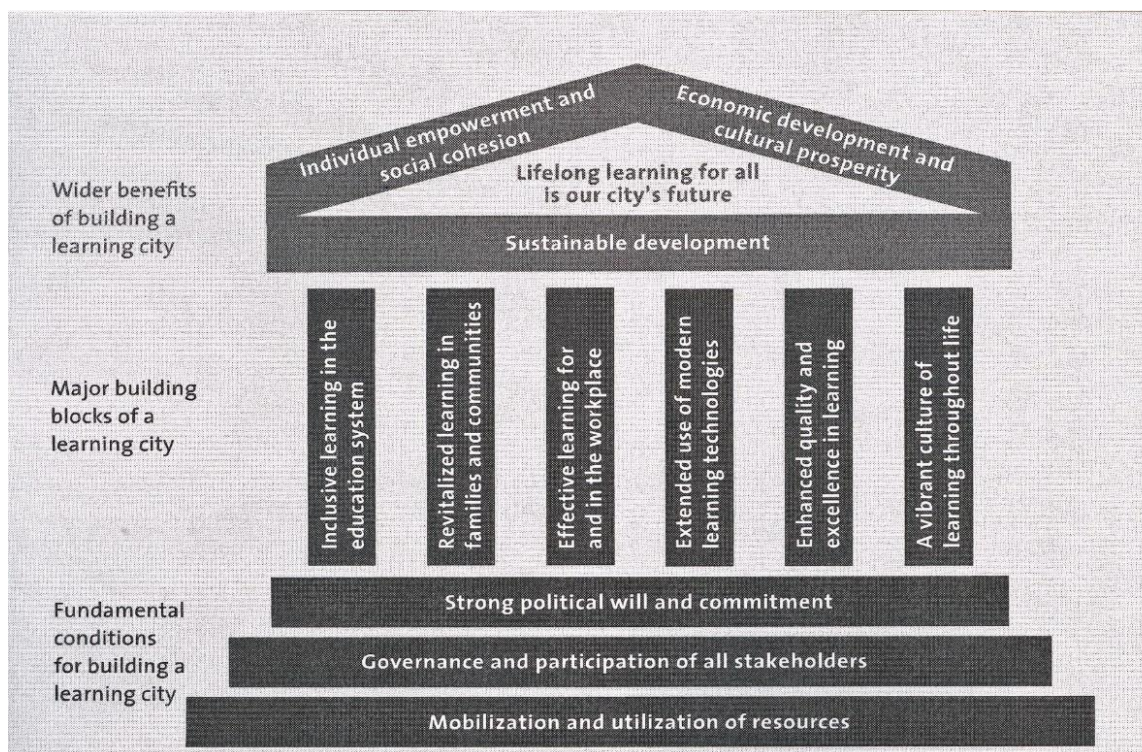 Individual empowerment and
social cohesion
Economic development and
cultural prosperity
Lifelong learning for all
is our city's future
Sustainable development
Wider benefits
of building a
learning city
Inclusive learning in the
education system
Revitalized learning in
families and communities
Effective learning for
and in the workplace
Extended use of modern
learning technologies
Enhanced quality and
excellence in learning
A vibrant culture of
learning throughout life
Major building
blocks of a
learning city
Strong political will and commitment
Governance and participation of all stakeholders
Mobilization and utilization of resources
Fundamental
conditions
for building a
learning city